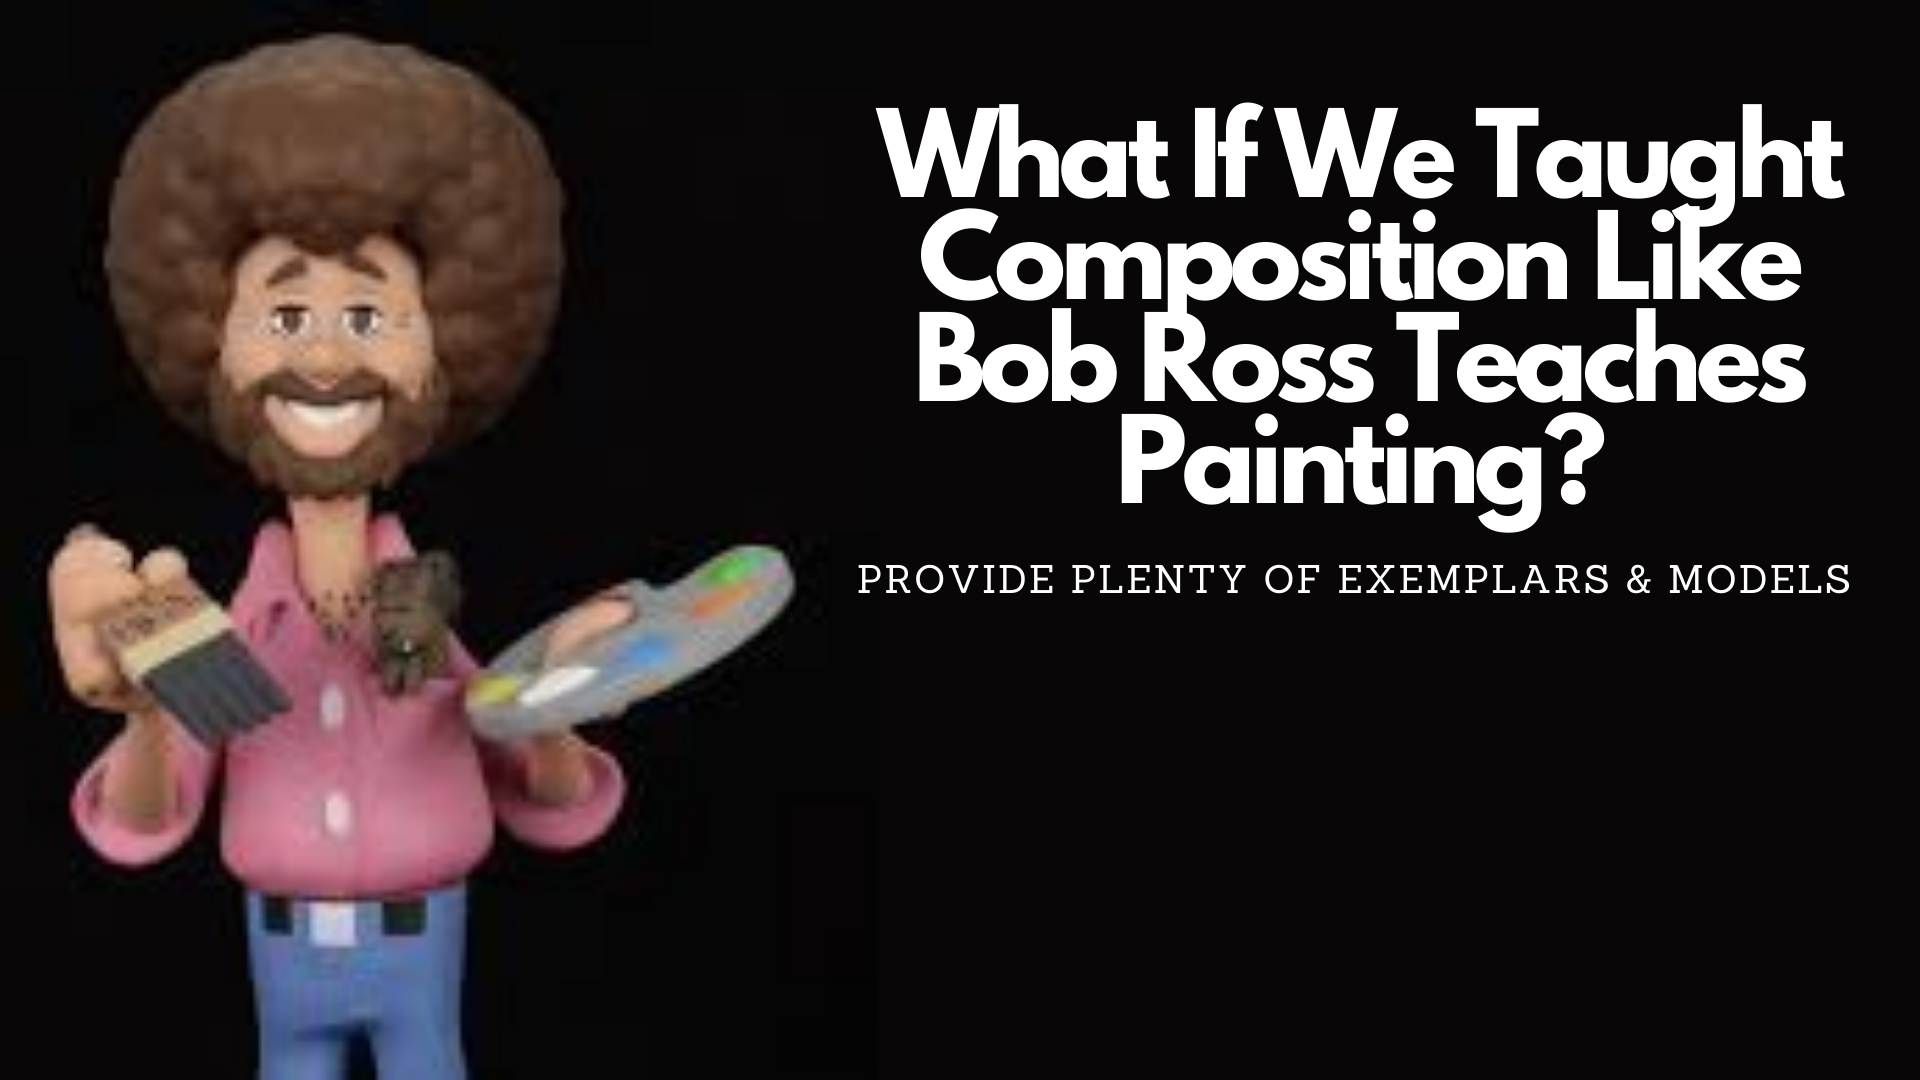 What If We Taught
Composition Like
Bob Ross Teaches
Painting?
PROVIDE PLENTY OF EXEMPLARS & MODELS